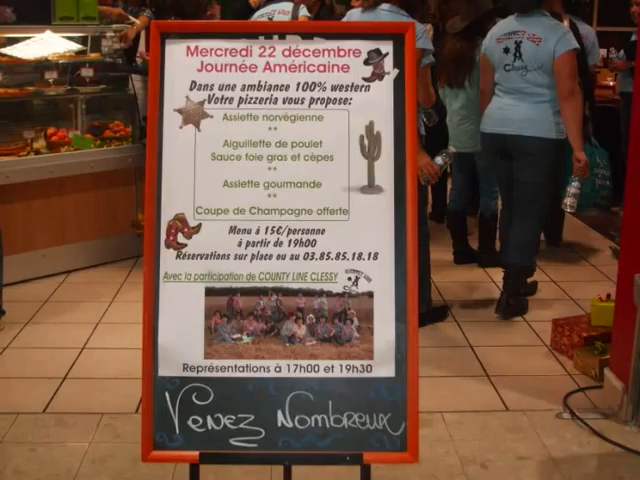 Mercredi 22 décembre
Journée Américaine
Dans une ambiance 100% western
Votre pizzeria vous propose:
Assiette norvégienne
**
Aiguillette de poulet
Sauce foie gras et cèpes
**
Assiette gourmande
**
Coupe de Champagne offerte
Menu à 15€/personne
à partir de 19h00
Réservations sur place ou au 03.85.85.18.18
Avec la participation de COUNTY LINE CLESSY
Représentations à 17h00 et 19h30
Venez Nombreux
Clessy